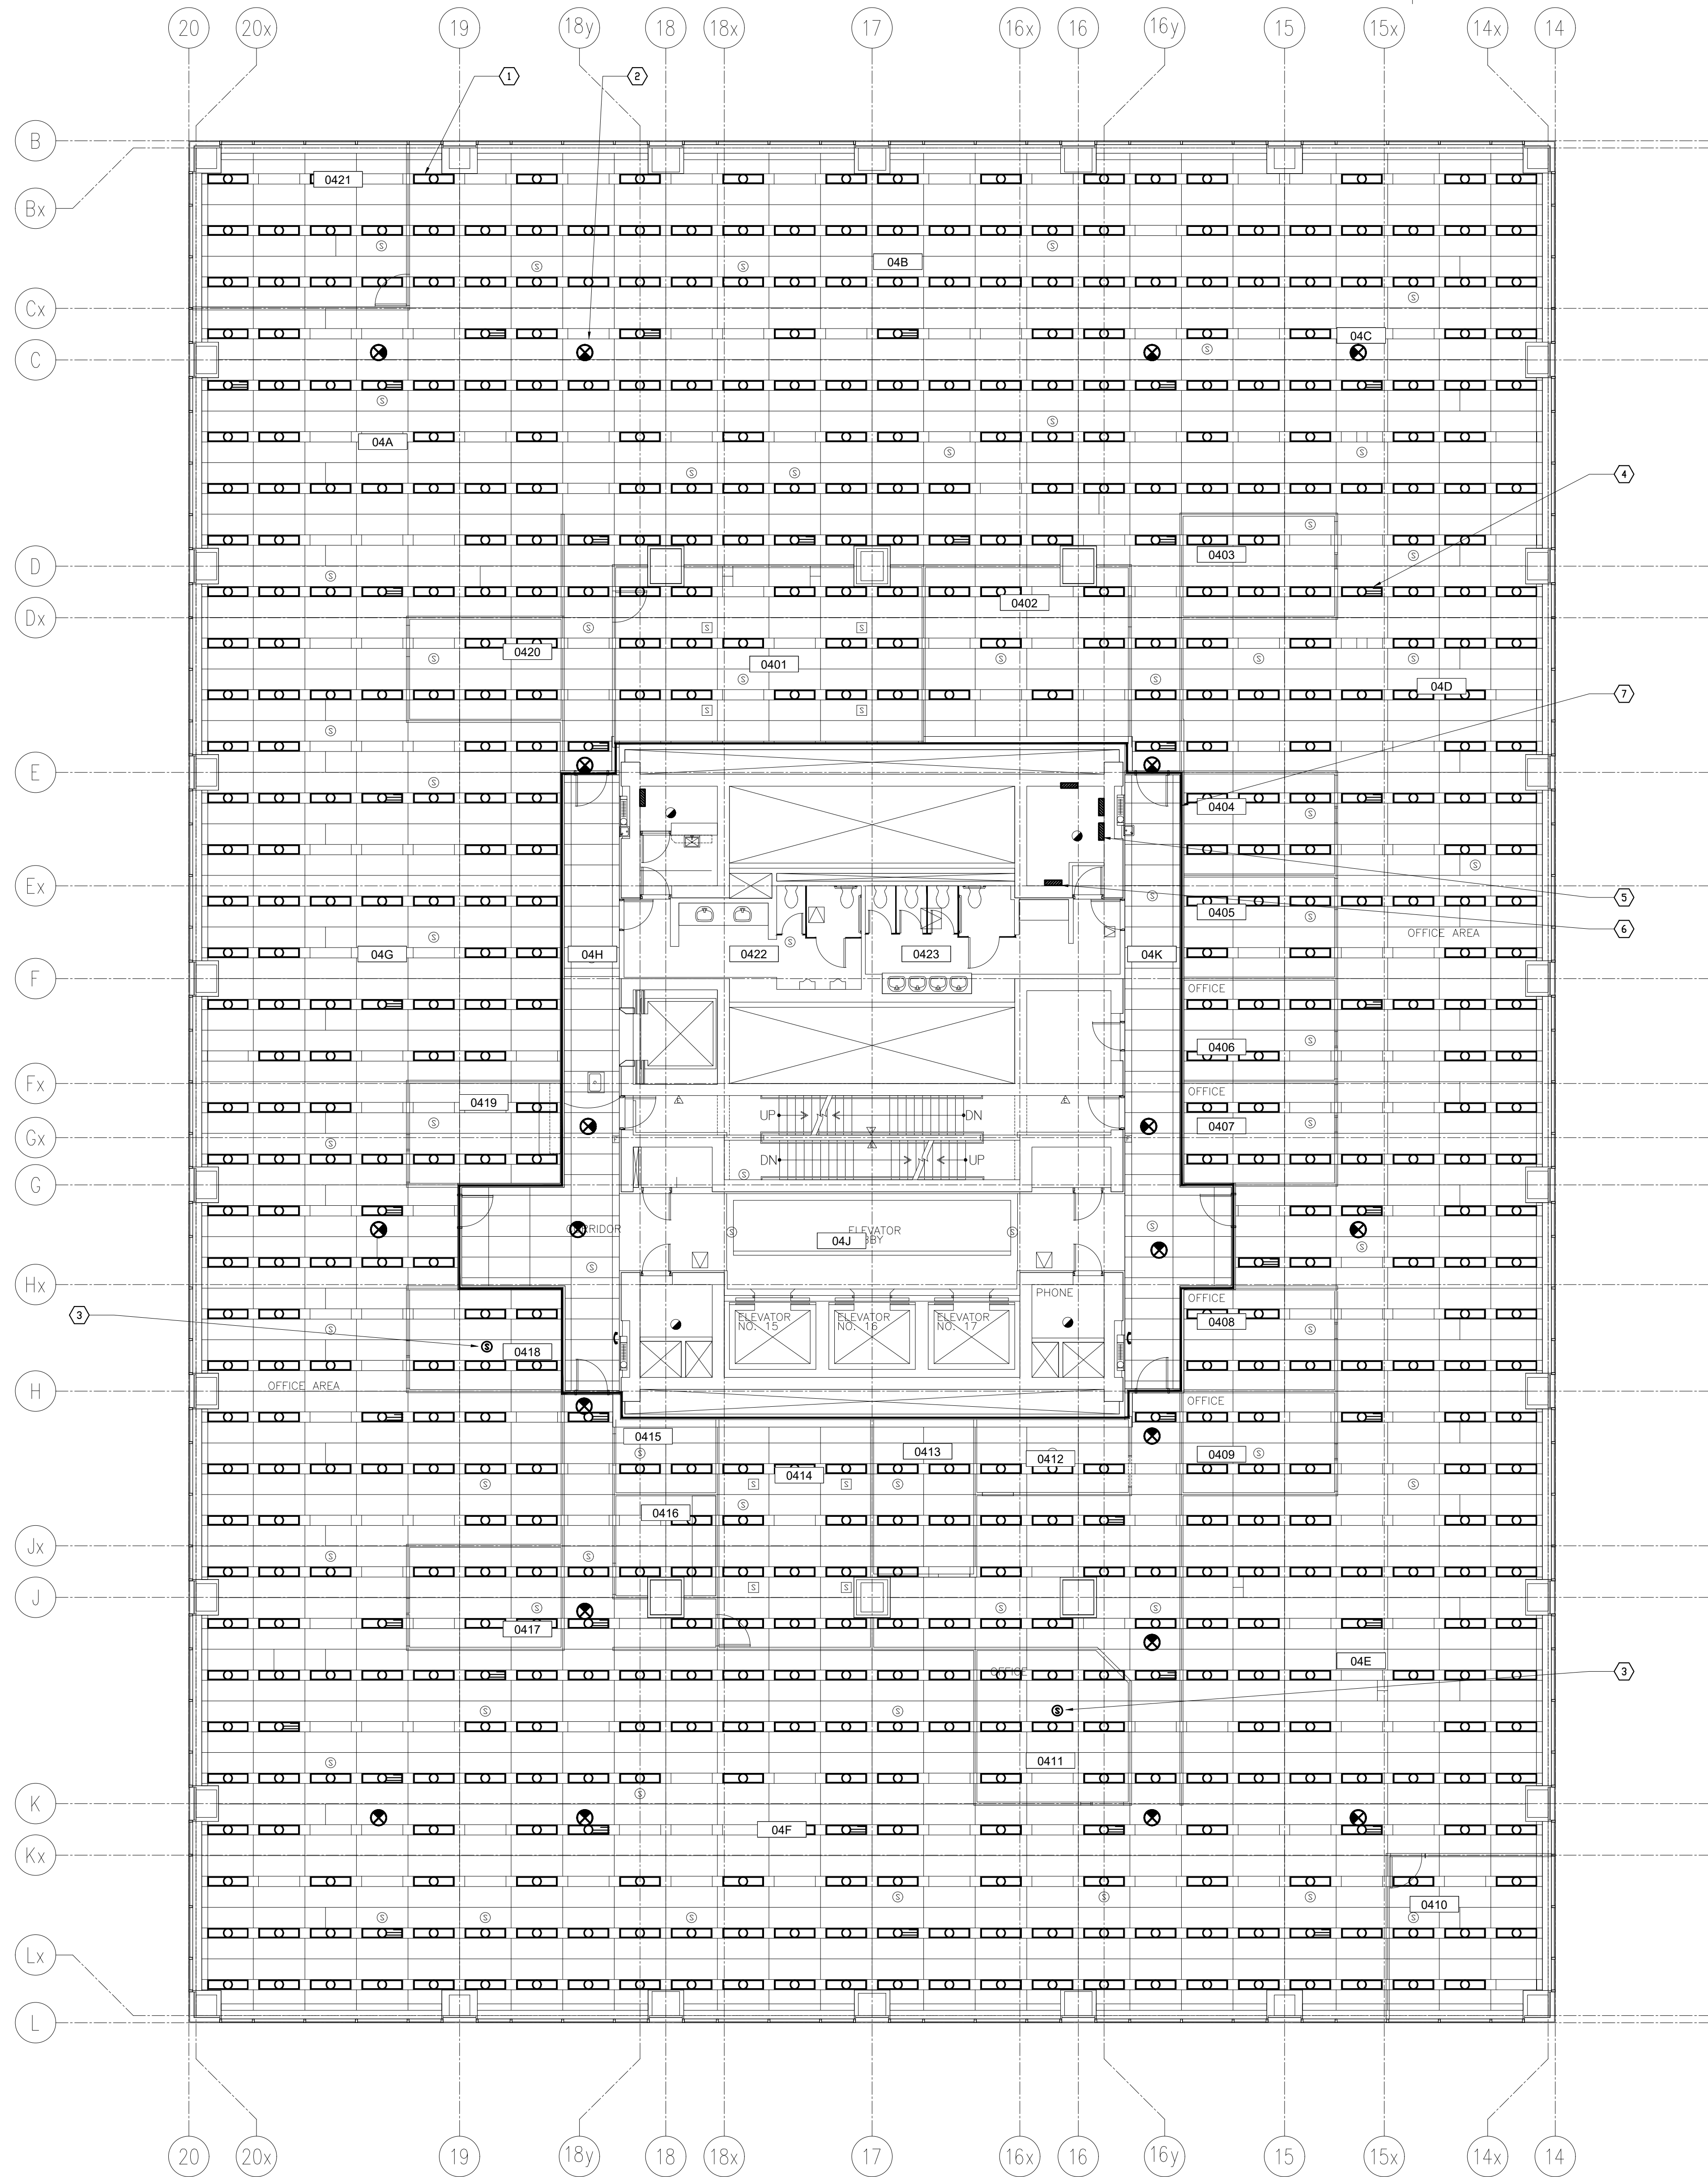 20 20x 19 18y 18 18x 17 16x 16 16y 15 15x 14x 14
1 2
B
0421
Bx
04B
Cx
04C
C
04A
4
D
0403
0402
Dx
0420
0401
04D
7
E
0404
Ex
5
0405
6
OFFICE AREA
04G 04H 0422 0423 04K
F
OFFICE
0406
Fx
OFFICE
0419
UP DN
0407
Gx
DN UP
G
ELEVATOR
04J
Hx
PHONE
OFFICE
3
ELEVATOR ELEVATOR ELEVATOR
NO. 15 NO. 16 NO. 17
0408
0418
OFFICE AREA
H
OFFICE
0415
0413
0409
0412
0414
0416
Jx
J
0417
04E
OFFICE
3
0411
K
04F
Kx
0410
Lx
L
20 20x 19 18y 18 18x 17 16x 16 16y 15 15x 14x 14